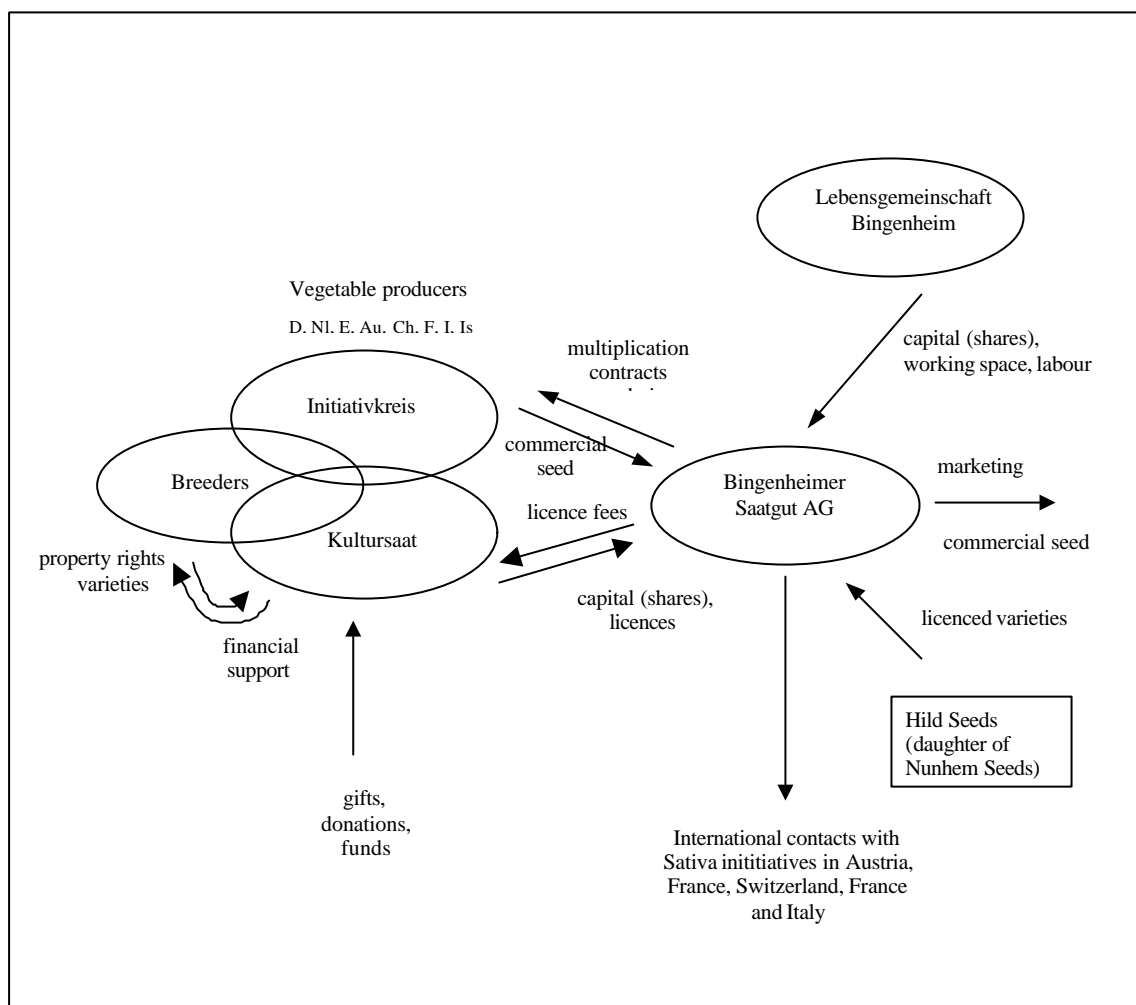 Lebensgemeinschaft
Bingenheim
Vegetable producers
D. Nl. E. Au. Ch. F. I. Is
capital (shares),
working space, labour
multiplication
contracts
Initiativkreis
commercial
seed
Breeders
Bingenheimer
Saatgut AG
marketing
licence fees
Kultursaat
commercial seed
property rights
varieties
capital (shares),
licences
licenced varieties
financial
support
Hild Seeds
(daughter of
Nunhem Seeds)
gifts,
donations,
funds
International contacts with
Sativa inititiatives in Austria,
France, Switzerland, France
and Italy